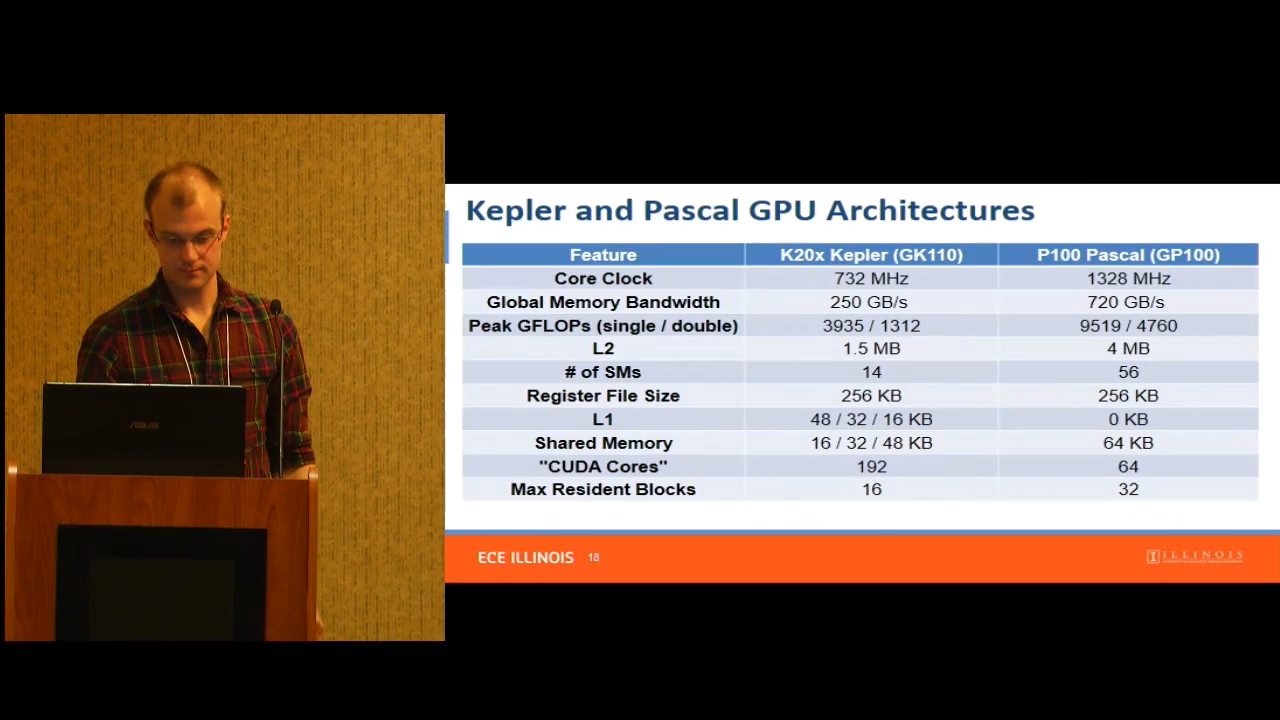 ASUS
Kepler and Pascal GPU Architectures
Feature K20x Kepler (GK110) P100 Pascal (GP100)
Core Clock 732 MHz 1328 MHz
Global Memory Bandwidth 250 GB/s 720 GB/s
Peak GFLOPs (single / double) 3935 / 1312 9519 / 4760
L2 1.5 MB 4 MB
# of SMs 14 56
Register File Size 256 KB 256 KB
L1 48 / 32 / 16 KB 0 KB
Shared Memory 16 / 32 / 48 KB 64 KB
"CUDA Cores" 192 64
Max Resident Blocks 16 32
ECE ILLINOIS 18
ILLINOIS